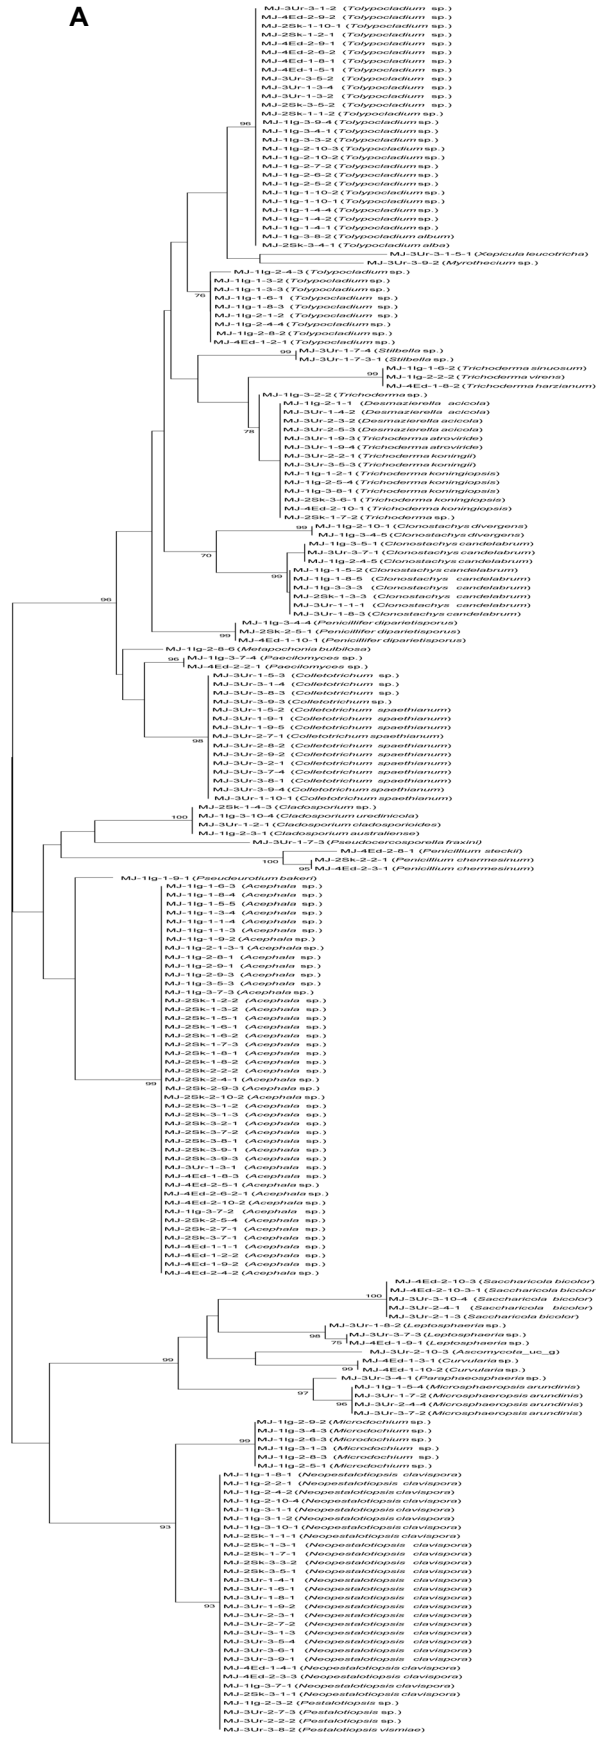 A
MJ-3Ur-3-1-2 (Tolypocladium sp.)
MJ-4Ed-2-9-2 (Tolypocladium sp.)
MJ-2Sk-1-10-1 (Tolypocladium sp.)
MJ-2Sk-1-2-1 (Tolypocladium sp.)
MJ-4Ed-2-9-1 (Tolypocladium sp.)
MJ-4Ed-2-6-2 (Tolypocladium sp.)
MJ-4Ed-1-8-1 (Tolypocladium sp.)
MJ-4Ed-1-5-1 (Tolypocladium sp.)
MJ-3Ur-3-5-2 (Tolypocladium sp.)
MJ-3Ur-1-3-4 (Tolypocladium sp.)
MJ-3Ur-1-3-2 (Tolypocladium sp.)
MJ-2Sk-3-5-2 (Tolypocladium sp.)
MJ-2Sk-1-1-2 (Tolypocladium sp.)
96 MJ-1Ig-3-9-4 (Tolypocladium sp.)
MJ-1Ig-3-4-1 (Tolypocladium sp.)
MJ-1Ig-3-3-2 (Tolypocladium sp.)
MJ-1Ig-2-10-3 (Tolypocladium sp.)
MJ-1Ig-2-10-2 (Tolypocladium sp.)
MJ-1Ig-2-7-2 (Tolypocladium sp.)
MJ-1Ig-2-6-2 (Tolypocladium sp.)
MJ-1Ig-2-5-2 (Tolypocladium sp.)
MJ-1Ig-1-10-2 (Tolypocladium sp.)
MJ-1Ig-1-10-1 (Tolypocladium sp.)
MJ-1Ig-1-4-4 (Tolypocladium sp.)
MJ-1Ig-1-4-2 (Tolypocladium sp.)
MJ-1Ig-1-4-1 (Tolypocladium sp.)
MJ-1Ig-3-8-2 (Tolypocladium album)
MJ-2Sk-3-4-1 (Tolypocladium alba)
MJ-3Ur-3-1-5-1 (Xepicula leucotricha)
MJ-3Ur-3-9-2 (Myrothecium sp.)
MJ-1Ig-2-4-3 (Tolypocladium sp.)
MJ-1Ig-1-3-2 (Tolypocladium sp.)
MJ-1Ig-1-3-3 (Tolypocladium sp.)
76 MJ-1Ig-1-6-1 (Tolypocladium sp.)
MJ-1Ig-1-8-3 (Tolypocladium sp.)
MJ-1Ig-2-1-2 (Tolypocladium sp.)
MJ-1Ig-2-4-4 (Tolypocladium sp.)
MJ-1Ig-2-8-2 (Tolypocladium sp.)
MJ-4Ed-1-2-1 (Tolypocladium sp.)
99 MJ-3Ur-1-7-4 (Stilbella sp.)
MJ-3Ur-1-7-3-1 (Stilbella sp.)
MJ-1Ig-1-6-2 (Trichoderma sinuosum)
99 MJ-1Ig-2-2-2 (Trichoderma virens)
MJ-4Ed-1-8-2 (Trichoderma harzianum)
MJ-1Ig-3-2-2 (Trichoderma sp.)
MJ-1Ig-2-1-1 (Desmazierella acicola)
MJ-3Ur-1-4-2 (Desmazierella acicola)
MJ-3Ur-2-3-2 (Desmazierella acicola)
78 MJ-3Ur-2-5-3 (Desmazierella acicola)
MJ-3Ur-1-9-3 (Trichoderma atroviride)
MJ-3Ur-1-9-4 (Trichoderma atroviride)
MJ-3Ur-2-2-1 (Trichoderma koningii)
MJ-3Ur-3-5-3 (Trichoderma koningii)
MJ-1Ig-1-2-1 (Trichoderma koningiopsis)
MJ-1Ig-2-5-4 (Trichoderma koningiopsis)
MJ-1Ig-3-8-1 (Trichoderma koningiopsis)
MJ-2Sk-3-6-1 (Trichoderma koningiopsis)
MJ-4Ed-2-10-1 (Trichoderma koningiopsis)
MJ-2Sk-1-7-2 (Trichoderma sp.)
99 MJ-1Ig-2-10-1 (Clonostachys divergens)
MJ-1Ig-3-4-5 (Clonostachys divergens)
MJ-1Ig-3-5-1 (Clonostachys candelabrum)
70 MJ-3Ur-3-7-1 (Clonostachys candelabrum)
MJ-1Ig-2-4-5 (Clonostachys candelabrum)
99 MJ-1Ig-1-5-2 (Clonostachys candelabrum)
MJ-1Ig-1-8-5 (Clonostachys candelabrum)
MJ-1Ig-3-3-3 (Clonostachys candelabrum)
MJ-2Sk-1-3-3 (Clonostachys candelabrum)
96 MJ-3Ur-1-1-1 (Clonostachys candelabrum)
MJ-3Ur-1-8-3 (Clonostachys candelabrum)
MJ-1Ig-3-4-4 (Penicillifer diparietisporus)
99 MJ-2Sk-2-5-1 (Penicillifer diparietisporus)
MJ-4Ed-1-10-1 (Penicillifer diparietisporus)
MJ-1Ig-2-8-6 (Metapochonia bulbillosa)
96 MJ-1Ig-3-7-4 (Paecilomyces sp.)
MJ-4Ed-2-2-1 (Paecilomyces sp.)
MJ-3Ur-1-5-3 (Colletotrichum sp.)
MJ-3Ur-3-1-4 (Colletotrichum sp.)
MJ-3Ur-3-8-3 (Colletotrichum sp.)
MJ-3Ur-3-9-3 (Colletotrichum sp.)
MJ-3Ur-1-5-2 (Colletotrichum spaethianum)
MJ-3Ur-1-9-1 (Colletotrichum spaethianum)
MJ-3Ur-1-9-5 (Colletotrichum spaethianum)
98 MJ-3Ur-2-7-1 (Colletotrichum spaethianum)
MJ-3Ur-2-8-2 (Colletotrichum spaethianum)
MJ-3Ur-2-9-2 (Colletotrichum spaethianum)
MJ-3Ur-3-2-1 (Colletotrichum spaethianum)
MJ-3Ur-3-7-4 (Colletotrichum spaethianum)
MJ-3Ur-3-8-1 (Colletotrichum spaethianum)
MJ-3Ur-3-9-4 (Colletotrichum spaethianum)
MJ-3Ur-1-10-1 (Colletotrichum spaethianum)
MJ-2Sk-1-4-3 (Cladosporium sp.)
100 MJ-1Ig-3-10-4 (Cladosporium uredinicola)
MJ-3Ur-1-2-1 (Cladosporium cladosporioides)
MJ-1Ig-2-3-1 (Cladosporium australiense)
MJ-3Ur-1-7-3 (Pseudocercosporella fraxini)
MJ-4Ed-2-8-1 (Penicillium steckii)
100 MJ-2Sk-2-2-1 (Penicillium chermesinum)
95 MJ-4Ed-2-3-1 (Penicillium chermesinum)
MJ-1Ig-1-9-1 (Pseudeurotium bakeri)
MJ-1Ig-1-6-3 (Acephala sp.)
MJ-1Ig-1-8-4 (Acephala sp.)
MJ-1Ig-1-5-5 (Acephala sp.)
MJ-1Ig-1-3-4 (Acephala sp.)
MJ-1Ig-1-1-4 (Acephala sp.)
MJ-1Ig-1-1-3 (Acephala sp.)
MJ-1Ig-1-9-2 (Acephala sp.)
MJ-1Ig-2-1-3-1 (Acephala sp.)
MJ-1Ig-2-8-1 (Acephala sp.)
MJ-1Ig-2-9-1 (Acephala sp.)
MJ-1Ig-2-9-3 (Acephala sp.)
MJ-1Ig-3-5-3 (Acephala sp.)
MJ-1Ig-3-7-3 (Acephala sp.)
MJ-2Sk-1-2-2 (Acephala sp.)
MJ-2Sk-1-3-2 (Acephala sp.)
MJ-2Sk-1-5-1 (Acephala sp.)
MJ-2Sk-1-6-1 (Acephala sp.)
MJ-2Sk-1-6-2 (Acephala sp.)
MJ-2Sk-1-7-3 (Acephala sp.)
MJ-2Sk-1-8-1 (Acephala sp.)
MJ-2Sk-1-8-2 (Acephala sp.)
MJ-2Sk-2-2-2 (Acephala sp.)
99 MJ-2Sk-2-4-1 (Acephala sp.)
MJ-2Sk-2-9-3 (Acephala sp.)
MJ-2Sk-2-10-2 (Acephala sp.)
MJ-2Sk-3-1-2 (Acephala sp.)
MJ-2Sk-3-1-3 (Acephala sp.)
MJ-2Sk-3-2-1 (Acephala sp.)
MJ-2Sk-3-7-2 (Acephala sp.)
MJ-2Sk-3-8-1 (Acephala sp.)
MJ-2Sk-3-9-1 (Acephala sp.)
MJ-2Sk-3-9-3 (Acephala sp.)
MJ-3Ur-1-3-1 (Acephala sp.)
MJ-4Ed-1-8-3 (Acephala sp.)
MJ-4Ed-2-5-1 (Acephala sp.)
MJ-4Ed-2-6-2-1 (Acephala sp.)
MJ-4Ed-2-10-2 (Acephala sp.)
MJ-1Ig-3-7-2 (Acephala sp.)
MJ-2Sk-2-5-4 (Acephala sp.)
MJ-2Sk-2-7-1 (Acephala sp.)
MJ-2Sk-3-7-1 (Acephala sp.)
MJ-4Ed-1-1-1 (Acephala sp.)
MJ-4Ed-1-2-2 (Acephala sp.)
MJ-4Ed-1-9-2 (Acephala sp.)
MJ-4Ed-2-4-2 (Acephala sp.)
MJ-4Ed-2-10-3 (Saccharicola bicolor)
MJ-4Ed-2-10-3-1 (Saccharicola bicolor
100 MJ-3Ur-3-10-4 (Saccharicola bicolor)
MJ-3Ur-2-4-1 (Saccharicola bicolor)
MJ-3Ur-2-1-3 (Saccharicola bicolor)
MJ-3Ur-1-8-2 (Leptosphaeria sp.)
98 MJ-3Ur-3-7-3 (Leptosphaeria sp.)
75 MJ-4Ed-1-9-1 (Leptosphaeria sp.)
MJ-3Ur-2-10-3 (Ascomycota_uc_g)
99 MJ-4Ed-1-3-1 (Curvularia sp.)
99 MJ-4Ed-1-10-2 (Curvularia sp.)
MJ-3Ur-3-4-1 (Paraphaeosphaeria sp.)
97 MJ-1Ig-1-5-4 (Microsphaeropsis arundinis)
MJ-3Ur-1-7-2 (Microsphaeropsis arundinis)
96 MJ-3Ur-2-4-4 (Microsphaeropsis arundinis)
MJ-3Ur-3-7-2 (Microsphaeropsis arundinis)
MJ-1Ig-2-9-2 (Microdochium sp.)
MJ-1Ig-3-4-3 (Microdochium sp.)
99 MJ-1Ig-2-6-3 (Microdochium sp.)
MJ-1Ig-3-1-3 (Microdochium sp.)
MJ-1Ig-2-8-3 (Microdochium sp.)
MJ-1Ig-2-5-1 (Microdochium sp.)
MJ-1Ig-1-8-1 (Neopestalotiopsis clavispora)
MJ-1Ig-2-2-1 (Neopestalotiopsis clavispora)
MJ-1Ig-2-4-2 (Neopestalotiopsis clavispora)
MJ-1Ig-2-10-4 (Neopestalotiopsis clavispora)
MJ-1Ig-3-1-1 (Neopestalotiopsis clavispora)
MJ-1Ig-3-1-2 (Neopestalotiopsis clavispora)
93 MJ-1Ig-3-10-1 (Neopestalotiopsis clavispora)
MJ-2Sk-1-1-1 (Neopestalotiopsis clavispora)
MJ-2Sk-1-3-1 (Neopestalotiopsis clavispora)
MJ-2Sk-1-7-1 (Neopestalotiopsis clavispora)
MJ-2Sk-3-3-2 (Neopestalotiopsis clavispora)
MJ-2Sk-3-5-1 (Neopestalotiopsis clavispora)
MJ-3Ur-1-4-1 (Neopestalotiopsis clavispora)
MJ-3Ur-1-6-1 (Neopestalotiopsis clavispora)
MJ-3Ur-1-8-1 (Neopestalotiopsis clavispora)
93 MJ-3Ur-1-9-2 (Neopestalotiopsis clavispora)
MJ-3Ur-2-3-1 (Neopestalotiopsis clavispora)
MJ-3Ur-2-7-2 (Neopestalotiopsis clavispora)
MJ-3Ur-3-1-3 (Neopestalotiopsis clavispora)
MJ-3Ur-3-5-4 (Neopestalotiopsis clavispora)
MJ-3Ur-3-6-1 (Neopestalotiopsis clavispora)
MJ-3Ur-3-9-1 (Neopestalotiopsis clavispora)
MJ-4Ed-1-4-1 (Neopestalotiopsis clavispora)
MJ-4Ed-2-3-3 (Neopestalotiopsis clavispora)
MJ-1Ig-3-7-1 (Neopestalotiopsis clavispora)
MJ-2Sk-3-1-1 (Neopestalotiopsis clavispora)
MJ-1Ig-2-3-2 (Pestalotiopsis sp.)
MJ-3Ur-2-7-3 (Pestalotiopsis sp.)
MJ-3Ur-2-2-2 (Pestalotiopsis sp.)
MJ-3Ur-3-8-2 (Pestalotiopsis vismiae)